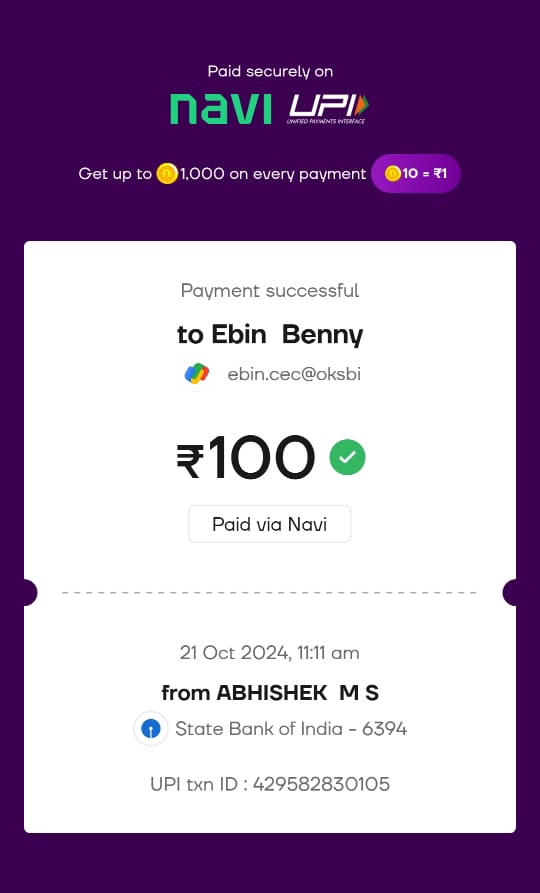 Paid securely on
navi UPI
UNIFIED PAYMENTS INTERFACE
Get up to 1,000 on every payment 10 = ₹1
Payment successful
to Ebin Benny
ebin.cec@oksbi
₹100
Paid via Navi
21 Oct 2024, 11:11 am
from ABHISHEK M S
State Bank of India - 6394
UPI txn ID : 429582830105